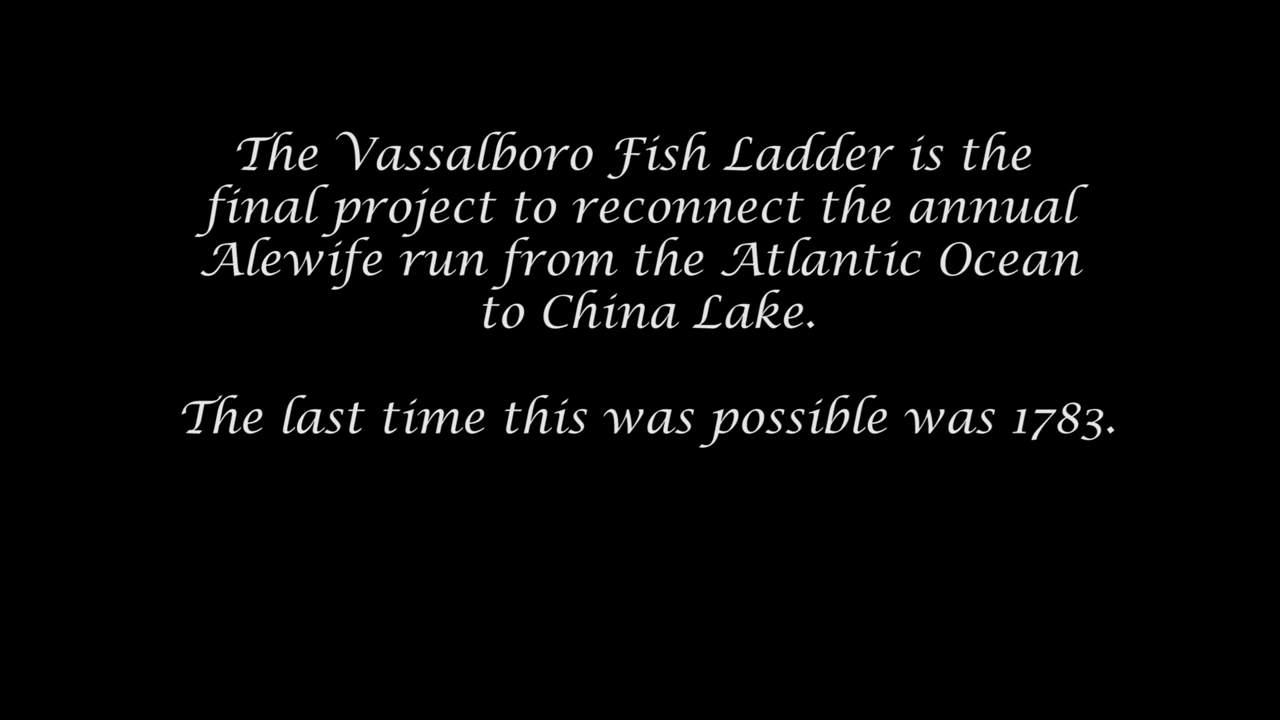 The Vassalboro Fish Ladder is the
final project to reconnect the annual
Alewife run from the Atlantic Ocean
to China Lake.
The last time this was possible was 1783.